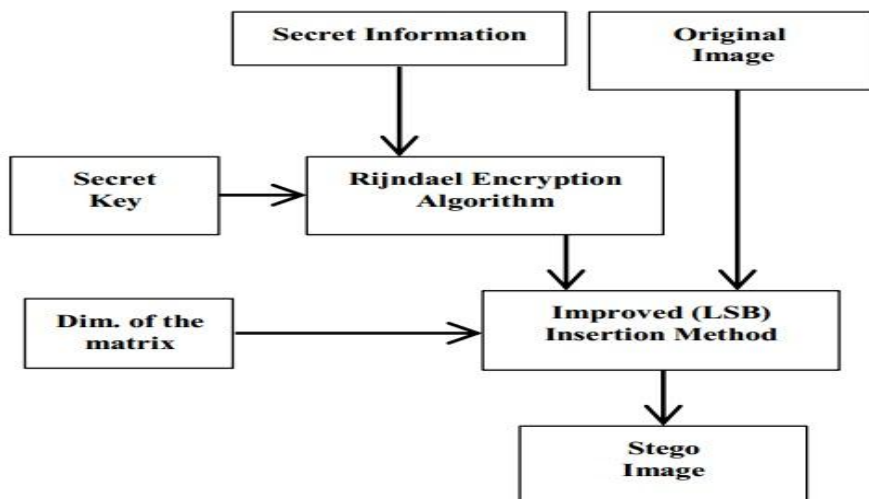 Secret Information
Original
Image
Secret
Key
Rijndael Encryption
Algorithm
Dim. of the
matrix
Improved (LSB)
Insertion Method
Stego
Image